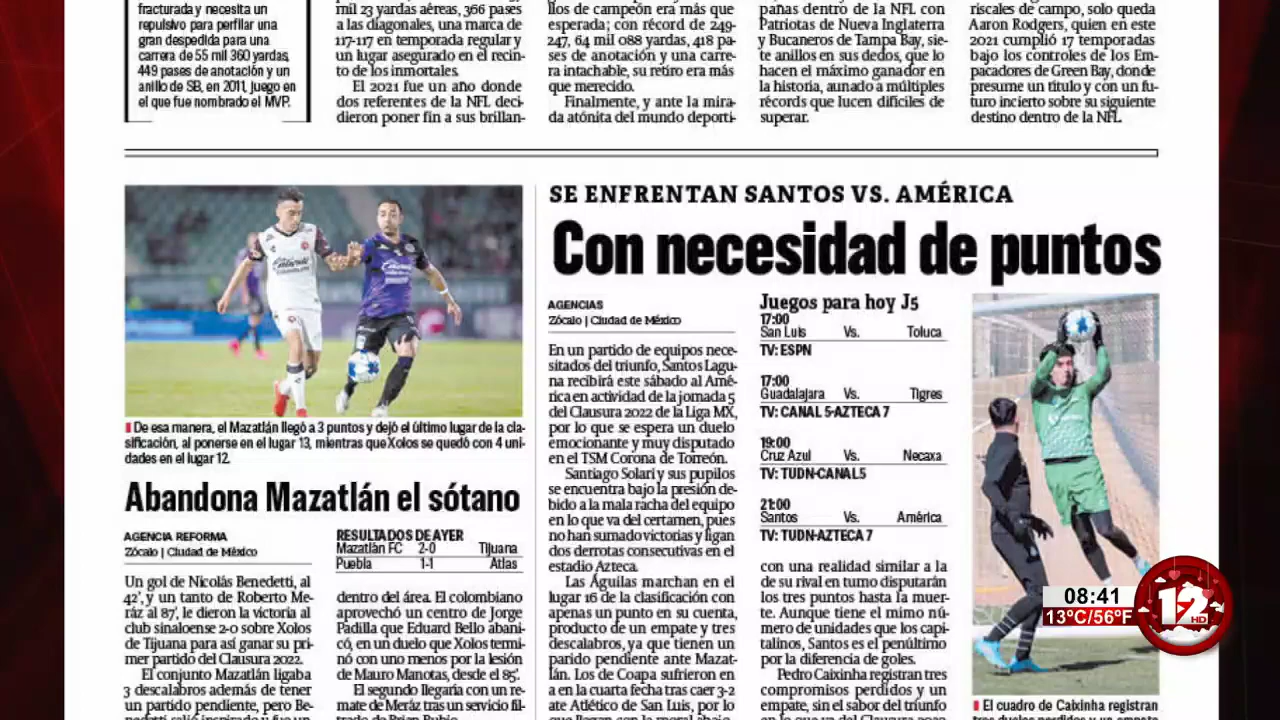 fracturada y necesita un
repulsivo para perfilar una
gran despedida para una
carrera de 55 mil 360 yardas,
449 pases de anotación y un
anillo de SB, en 2011, juego en
el que fue nombrado el MVP.
mil 23 yardas aéreas, 366 pases
a las diagonales, una marca de
117-117 en temporada regular y
un lugar asegurado en el recin-
to de los inmortales.
El 2021 fue un año donde
dos referentes de la NFL deci-
dieron poner fin a sus brillan-
llos de campeón era más que
esperada; con récord de 249-
247, 64 mil 088 yardas, 418 pa-
ses de anotación y una carre-
ra intachable, su retiro era más
que merecido.
Finalmente, y ante la mira-
da atónita del mundo deporti-
pañas dentro de la NFL con
Patriotas de Nueva Inglaterra
y Bucaneros de Tampa Bay, sie-
te anillos en sus dedos, que lo
hacen el máximo ganador en
la historia, aunado a múltiples
récords que lucen difíciles de
superar.
riscales de campo, solo queda
Aaron Rodgers, quien en este
2021 cumplió 17 temporadas
bajo los controles de los Em-
pacadores de Green Bay, donde
presume un título y con un fu-
turo incierto sobre su siguiente
destino dentro de la NFL.
De esa manera, el Mazatlán llegó a 3 puntos y dejó el último lugar de la cla-
sificación, al ponerse en el lugar 13, mientras que Xolos se quedó con 4 uni-
dades en el lugar 12.
Abandona Mazatlán el sótano
AGENCIA REFORMA
Zócalo | Ciudad de México
Un gol de Nicolás Benedetti, al
42', y un tanto de Roberto Me-
ráz al 87', le dieron la victoria al
club sinaloense 2-0 sobre Xolos
de Tijuana para así ganar su pri-
mer partido del Clausura 2022.
El conjunto Mazatlán ligaba
3 descalabros además de tener
un partido pendiente, pero Be-
nedetti salió inspirado y fue un
RESULTADOS DE AYER
Mazatlán FC 2-0 Tijuana
Puebla 1-1 Atlas
dentro del área. El colombiano
aprovechó un centro de Jorge
Padilla que Eduard Bello abani-
có, en un duelo que Xolos termi-
nó con uno menos por la lesión
de Mauro Manotas, desde el 85'.
El segundo llegaría con un re-
mate de Meráz tras un servicio fil-
trado de Brian Rubio.
SE ENFRENTAN SANTOS VS. AMÉRICA
Con necesidad de puntos
AGENCIAS
Zócalo | Ciudad de México
En un partido de equipos nece-
sitados del triunfo, Santos Lagu-
na recibirá este sábado al Amé-
rica en actividad de la jornada 5
del Clausura 2022 de la Liga MX,
por lo que se espera un duelo
emocionante y muy disputado
en el TSM Corona de Torreón.
Santiago Solari y sus pupilos
se encuentra bajo la presión de-
bido a la mala racha del equipo
en lo que va del certamen, pues
no han sumado victorias y ligan
dos derrotas consecutivas en el
estadio Azteca.
Las Águilas marchan en el
lugar 16 de la clasificación con
apenas un punto en su cuenta,
producto de un empate y tres
descalabros, ya que tienen un
parido pendiente ante Mazat-
lán. Los de Coapa sufrieron en
a en la cuarta fecha tras caer 3-2
ate Atlético de San Luis, por lo
que llegan con la moral abajo
Juegos para hoy J5
17:00
San Luis Vs. Toluca
TV: ESPN
17:00
Guadalajara Vs. Tigres
TV: CANAL 5-AZTECA 7
19:00
Cruz Azul Vs. Necaxa
TV: TUDN-CANAL5
21:00
Santos Vs. América
TV: TUDN-AZTECA 7
con una realidad similar a la
de su rival en turno disputarán
los tres puntos hasta la muer-
te. Aunque tiene el mismo nú-
mero de unidades que los capi-
talinos, Santos es el penúltimo
por la diferencia de goles.
Pedro Caixinha registran tres
compromisos perdidos y un
empate, sin el sabor del triunfo
en lo que va del Clausura 2022
El cuadro de Caixinha registran
tres duelos perdidos y un empate
08:41
13°C/56°F
12
HD